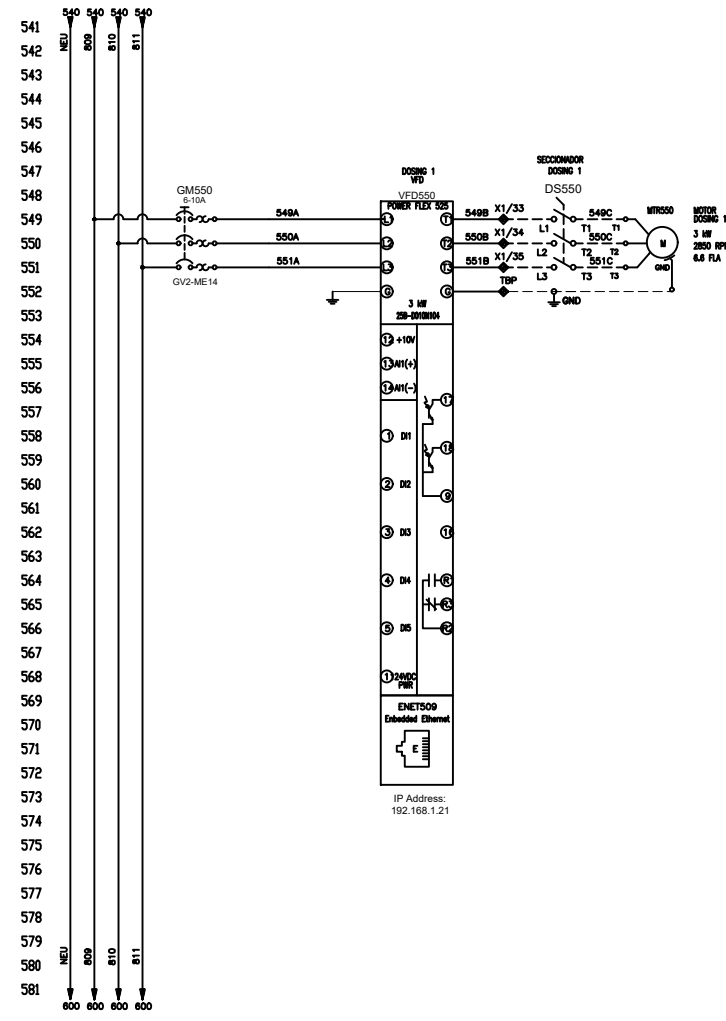 540 540 540 540
541
542
543
544
545
546
547
548
549
550
551
552
553
554
555
556
557
558
559
560
561
562
563
564
565
566
567
568
569
570
571
572
573
574
575
576
577
578
579
580
581
NEU 809 810 811
GM550
6-10A
GV2-ME14
549A
550A
551A
DOSING 1
VFD
VFD550
POWER FLEX 525
L1 T1
L2 T2
L3 T3
G G
3 kW
25B-D010N104
549B X1/33
550B X1/34
551B X1/35
TBP
SECCIONADOR
DOSING 1
DS550
L1 T1 549C T1
L2 T2 550C T2
L3 T3 551C T3
GND
MTR550
M
GND
MOTOR
DOSING 1
3 kW
6.6 FLA
12 +10V
13 AI1(+)
14 AI1(-)
17
1 DI1
18
2 DI2
9
3 DI3
16
4 DI4
R3
5 DI5
R2
24VDC
PWR
ENET509
Enbedded Ethernet
E
IP Address:
192.168.1.21
NEU 809 810 811
600 600 600 600